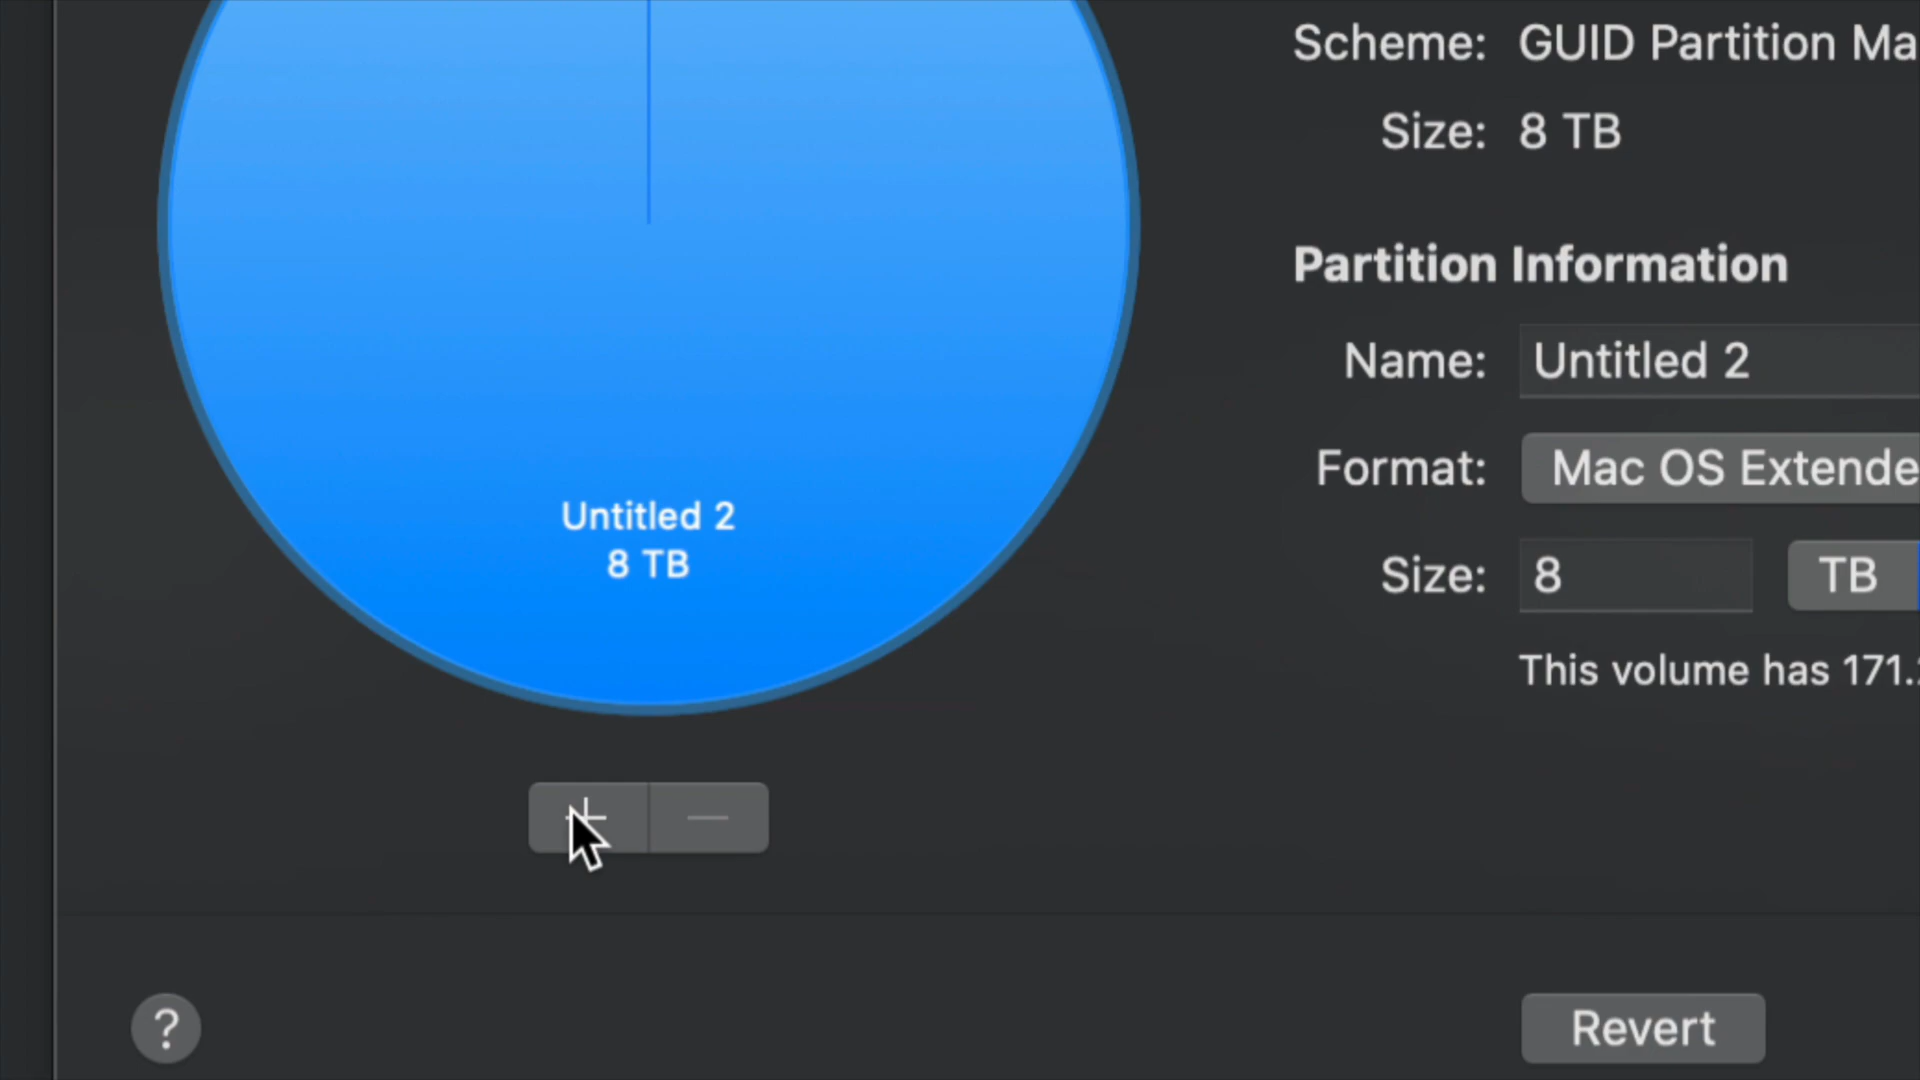 Scheme: GUID Partition Ma
Size: 8 TB
Partition Information
Name: Untitled 2
Format: Mac OS Extende
Untitled 2
8 TB
Size: 8 TB
This volume has 171.
+ −
? Revert